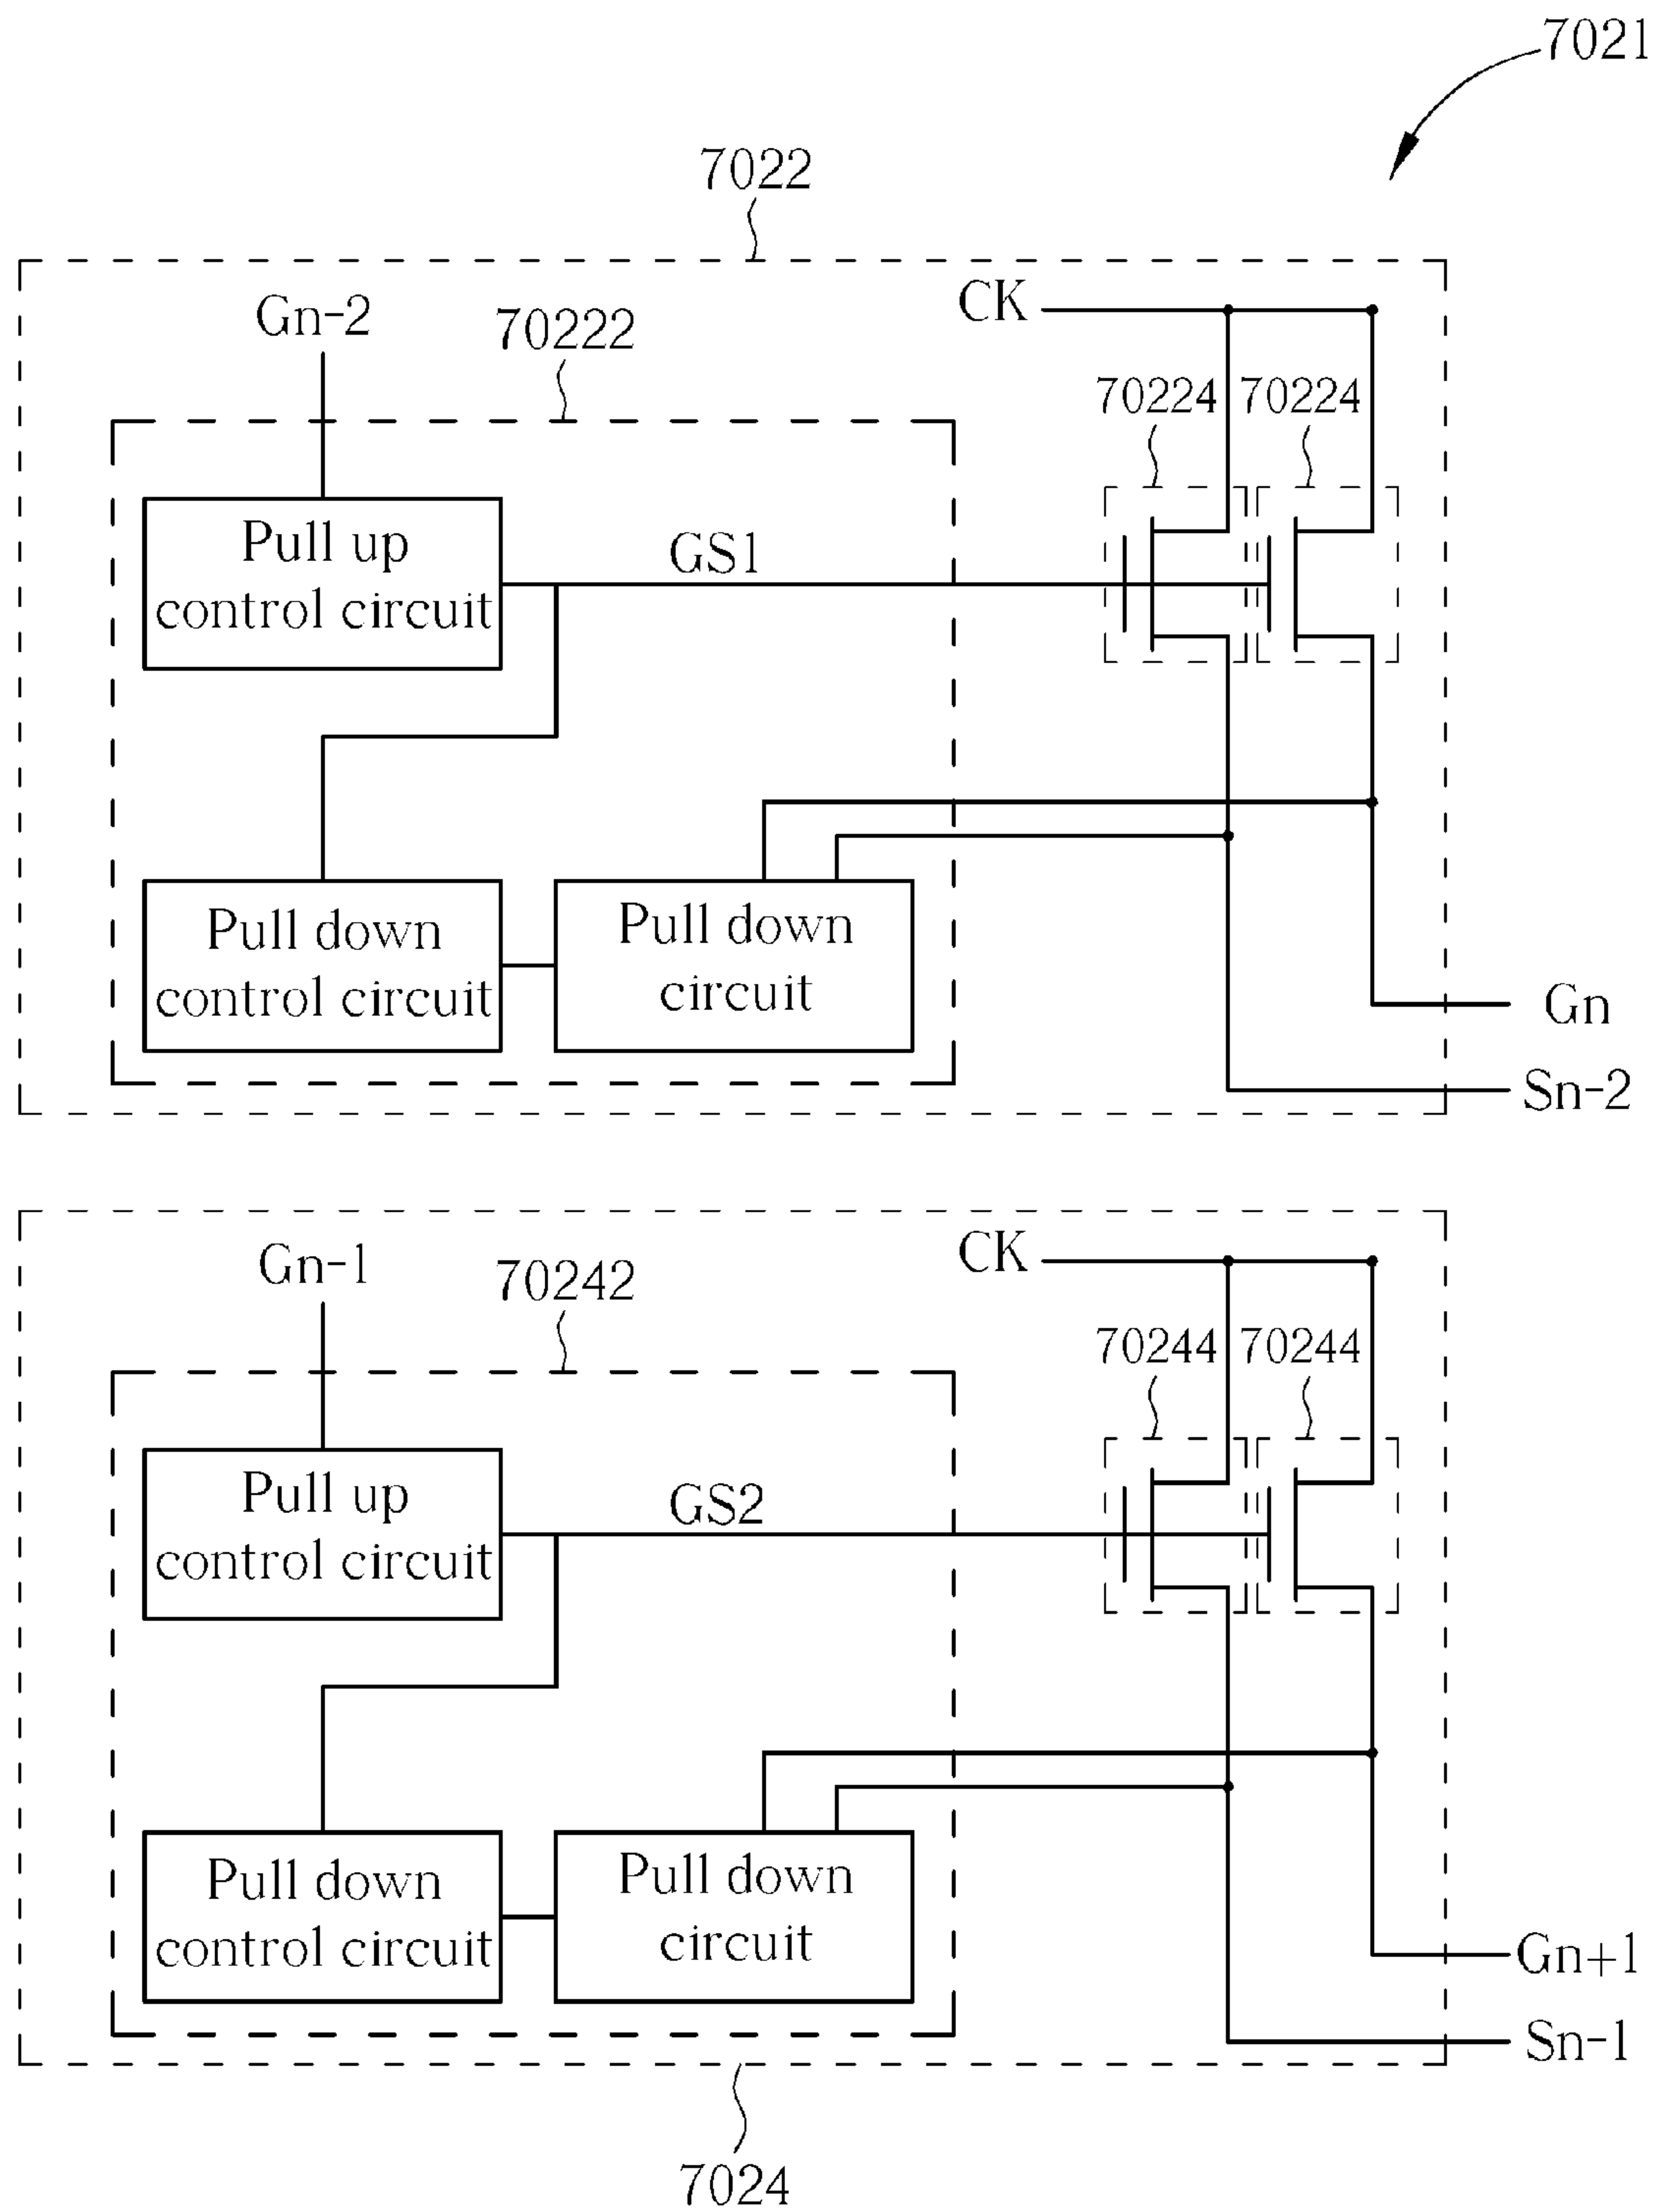 7021
7022
CK
Gn-2
70222
70224 70224
Pull up
control circuit
GS1
Pull down
control circuit
Pull down
circuit
Gn
Sn-2
CK
Gn-1
70242
70244 70244
Pull up
control circuit
GS2
Pull down
control circuit
Pull down
circuit
Gn+1
Sn-1
7024